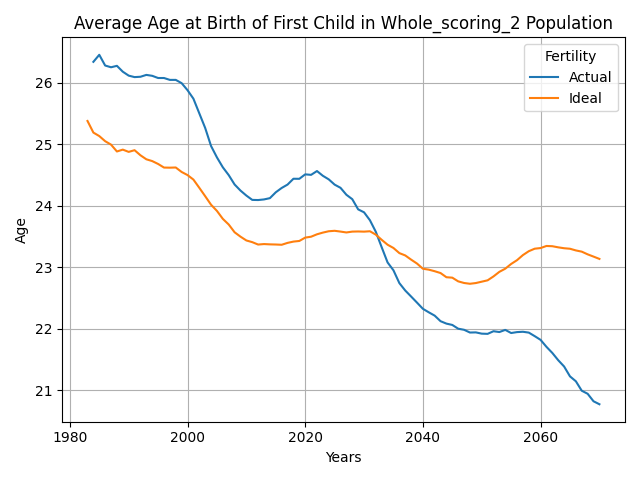 Average Age at Birth of First Child in Whole_scoring_2 Population
Fertility
Actual
Ideal
26
25
24
23
22
21
Age
1980
2000
2020
2040
2060
Years